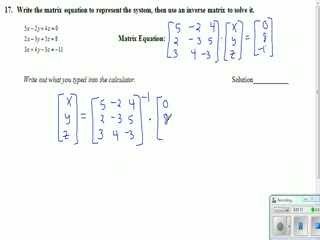 17. Write the matrix equation to represent the system, then use an inverse matrix to solve it.
5x-2y+4z=0
2x-3y+5z=8
3x+4y-3z=-11
Matrix Equation: [5 -2 4 [x [0
2 -3 5 · y = 8
3 4 -3] z] -1
Write out what you typed into the calculator. Solution
[x [5 -2 4 -1 [0
y = 2 -3 5 · 8
z] 3 4 -3]